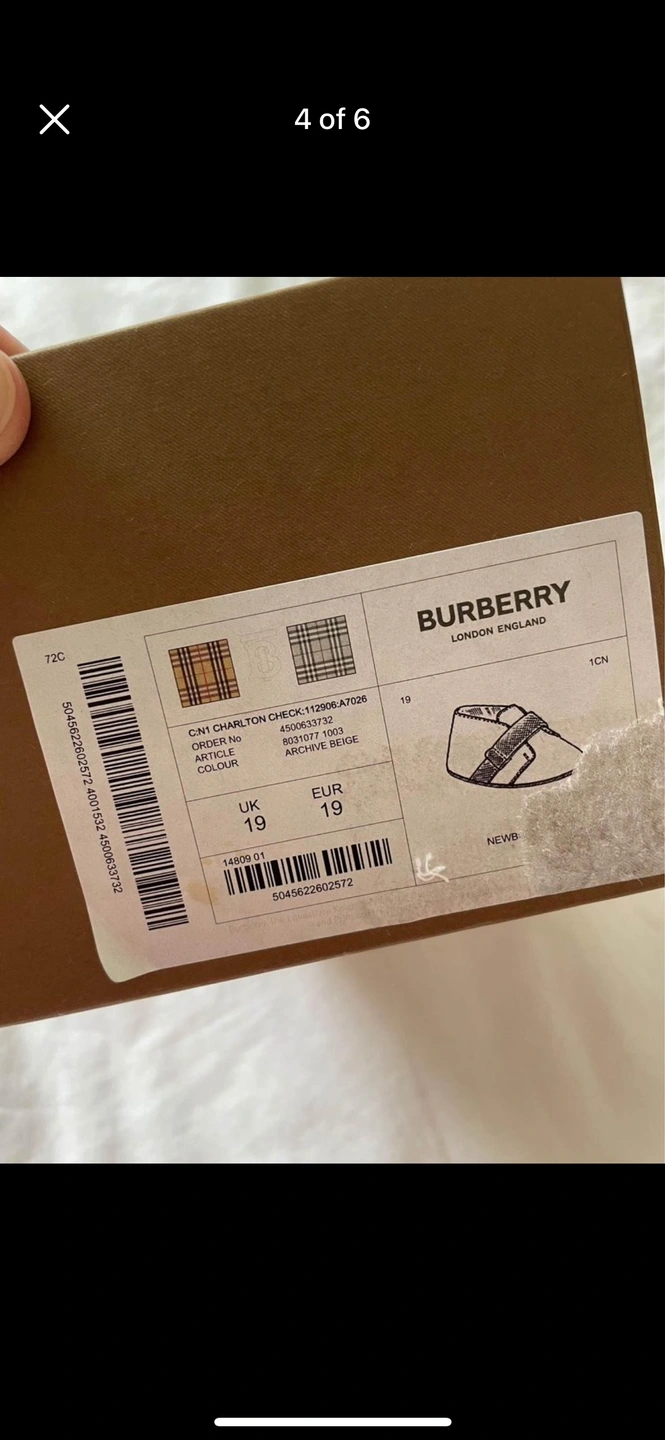 4 of 6
72C
5045622602572 4001532 4500633732
BURBERRY
LONDON ENGLAND
C:N1 CHARLTON CHECK:112906:A7026
ORDER No 4500633732
ARTICLE 8031077 1003
COLOUR ARCHIVE BEIGE
UK EUR
19 19
14809 01
5045622602572
19
1CN
NEWB